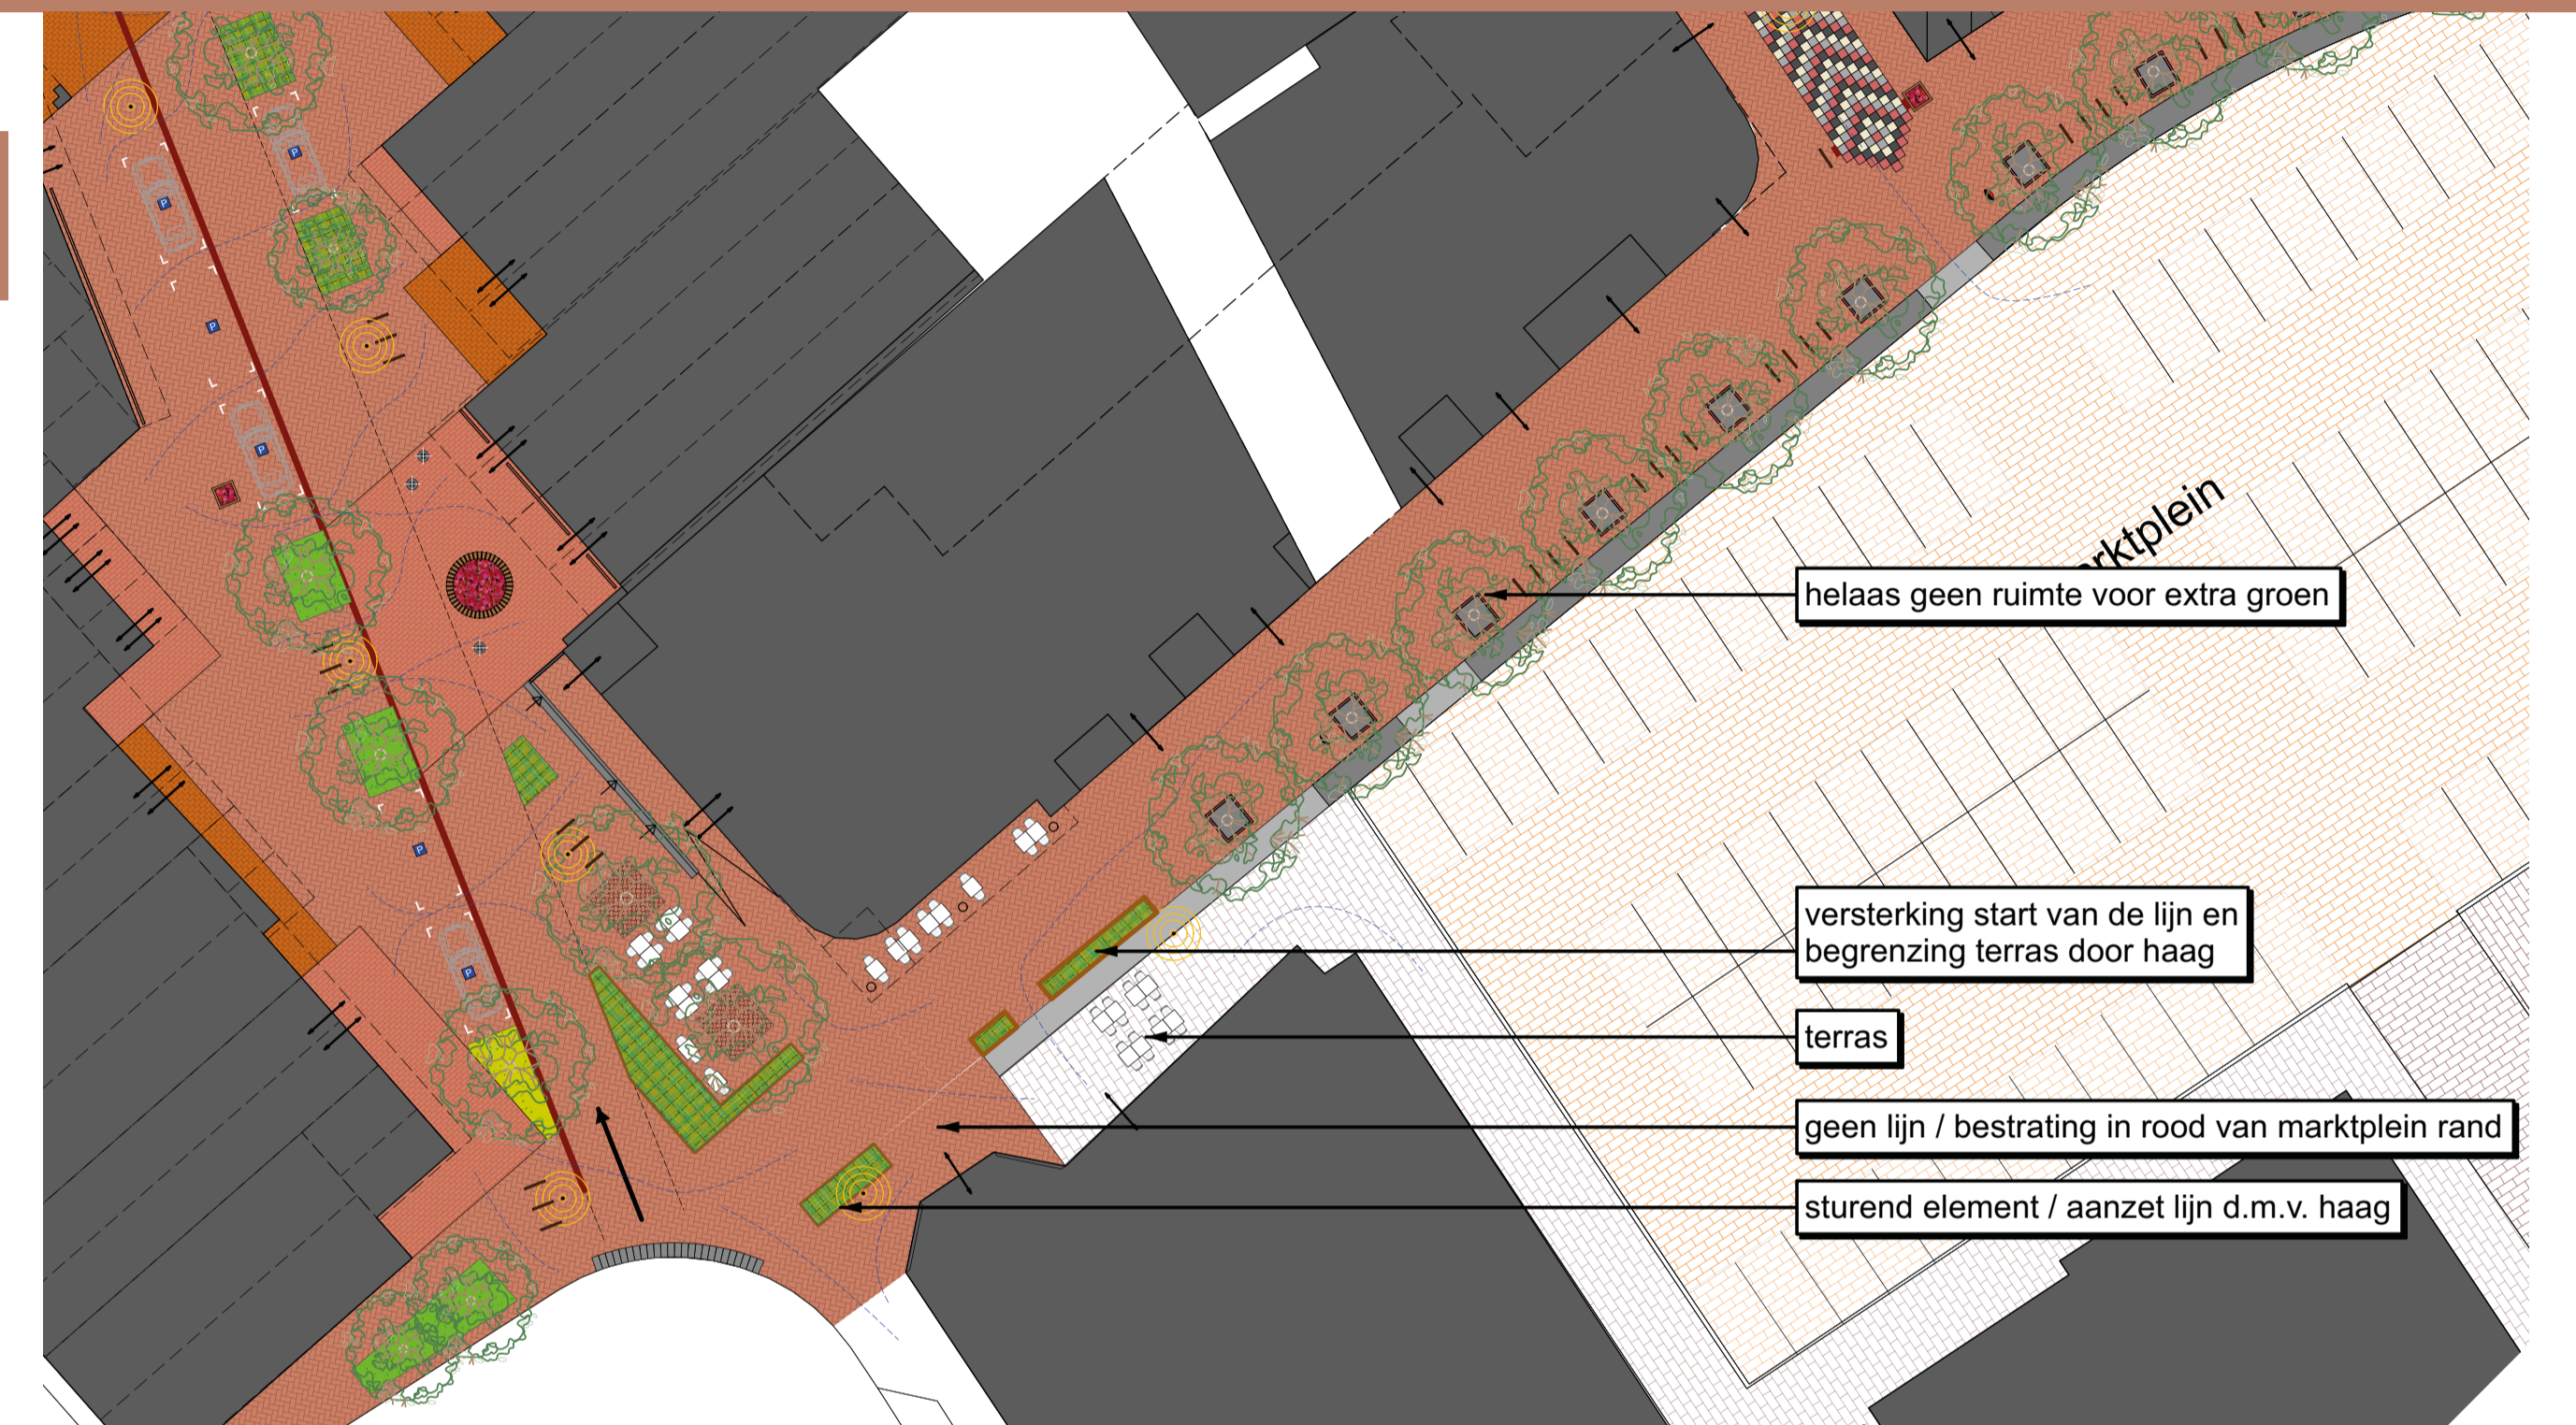 P
P
P
P
rktplein
helaas geen ruimte voor extra groen
P
versterking start van de lijn en
begrenzing terras door haag
P
terras
geen lijn / bestrating in rood van marktplein rand
sturend element / aanzet lijn d.m.v. haag